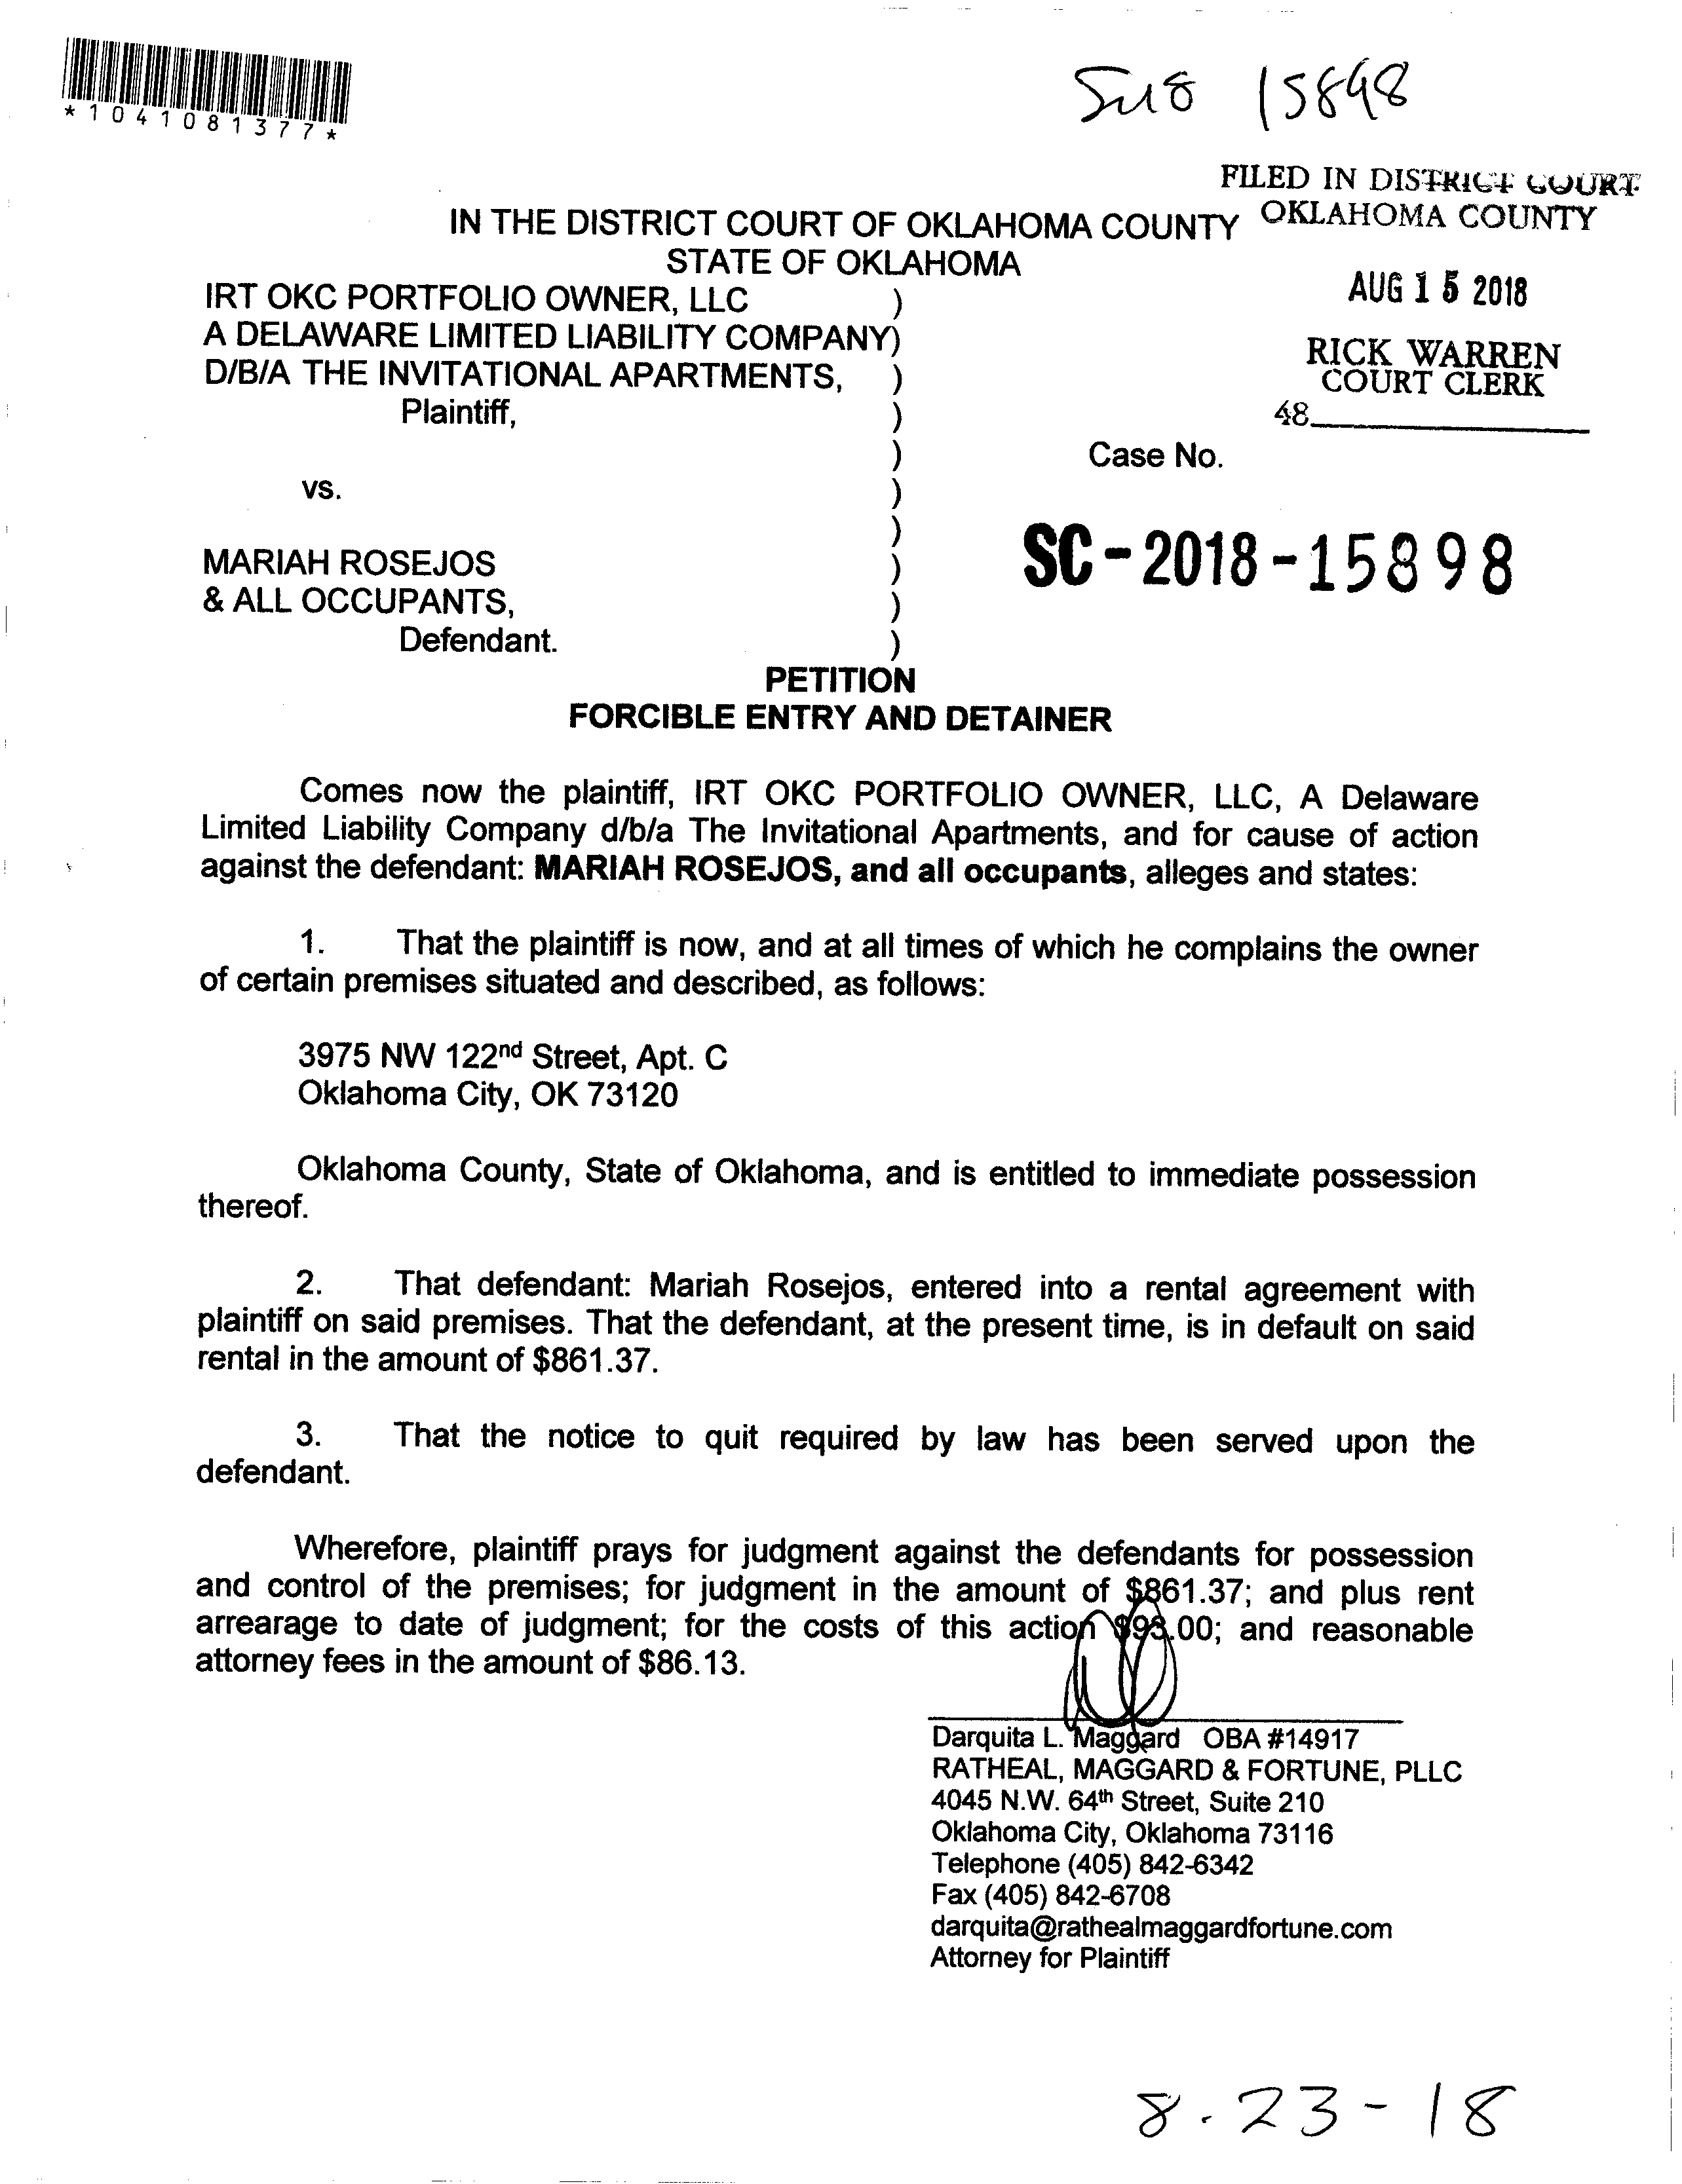 *1041081377*
15898
FILED IN DISTRICT COURT
OKLAHOMA COUNTY
AUG 15 2018
RICK WARREN
COURT CLERK
48
IN THE DISTRICT COURT OF OKLAHOMA COUNTY
STATE OF OKLAHOMA
IRT OKC PORTFOLIO OWNER, LLC )
A DELAWARE LIMITED LIABILITY COMPANY)
D/B/A THE INVITATIONAL APARTMENTS, )
Plaintiff, )
) Case No.
vs. )
)
MARIAH ROSEJOS ) SC-2018-15898
& ALL OCCUPANTS, )
Defendant. )
PETITION
FORCIBLE ENTRY AND DETAINER
Comes now the plaintiff, IRT OKC PORTFOLIO OWNER, LLC, A Delaware
Limited Liability Company d/b/a The Invitational Apartments, and for cause of action
against the defendant: MARIAH ROSEJOS, and all occupants, alleges and states:
1. That the plaintiff is now, and at all times of which he complains the owner
of certain premises situated and described, as follows:
3975 NW 122nd Street, Apt. C
Oklahoma City, OK 73120
Oklahoma County, State of Oklahoma, and is entitled to immediate possession
thereof.
2. That defendant: Mariah Rosejos, entered into a rental agreement with
plaintiff on said premises. That the defendant, at the present time, is in default on said
rental in the amount of $861.37.
3. That the notice to quit required by law has been served upon the
defendant.
Wherefore, plaintiff prays for judgment against the defendants for possession
and control of the premises; for judgment in the amount of $861.37; and plus rent
arrearage to date of judgment; for the costs of this action $93.00; and reasonable
attorney fees in the amount of $86.13.
Darquita L. Maggard OBA #14917
RATHEAL, MAGGARD & FORTUNE, PLLC
4045 N.W. 64th Street, Suite 210
Oklahoma City, Oklahoma 73116
Telephone (405) 842-6342
Fax (405) 842-6708
darquita@rathealmaggardfortune.com
Attorney for Plaintiff
8-23-18